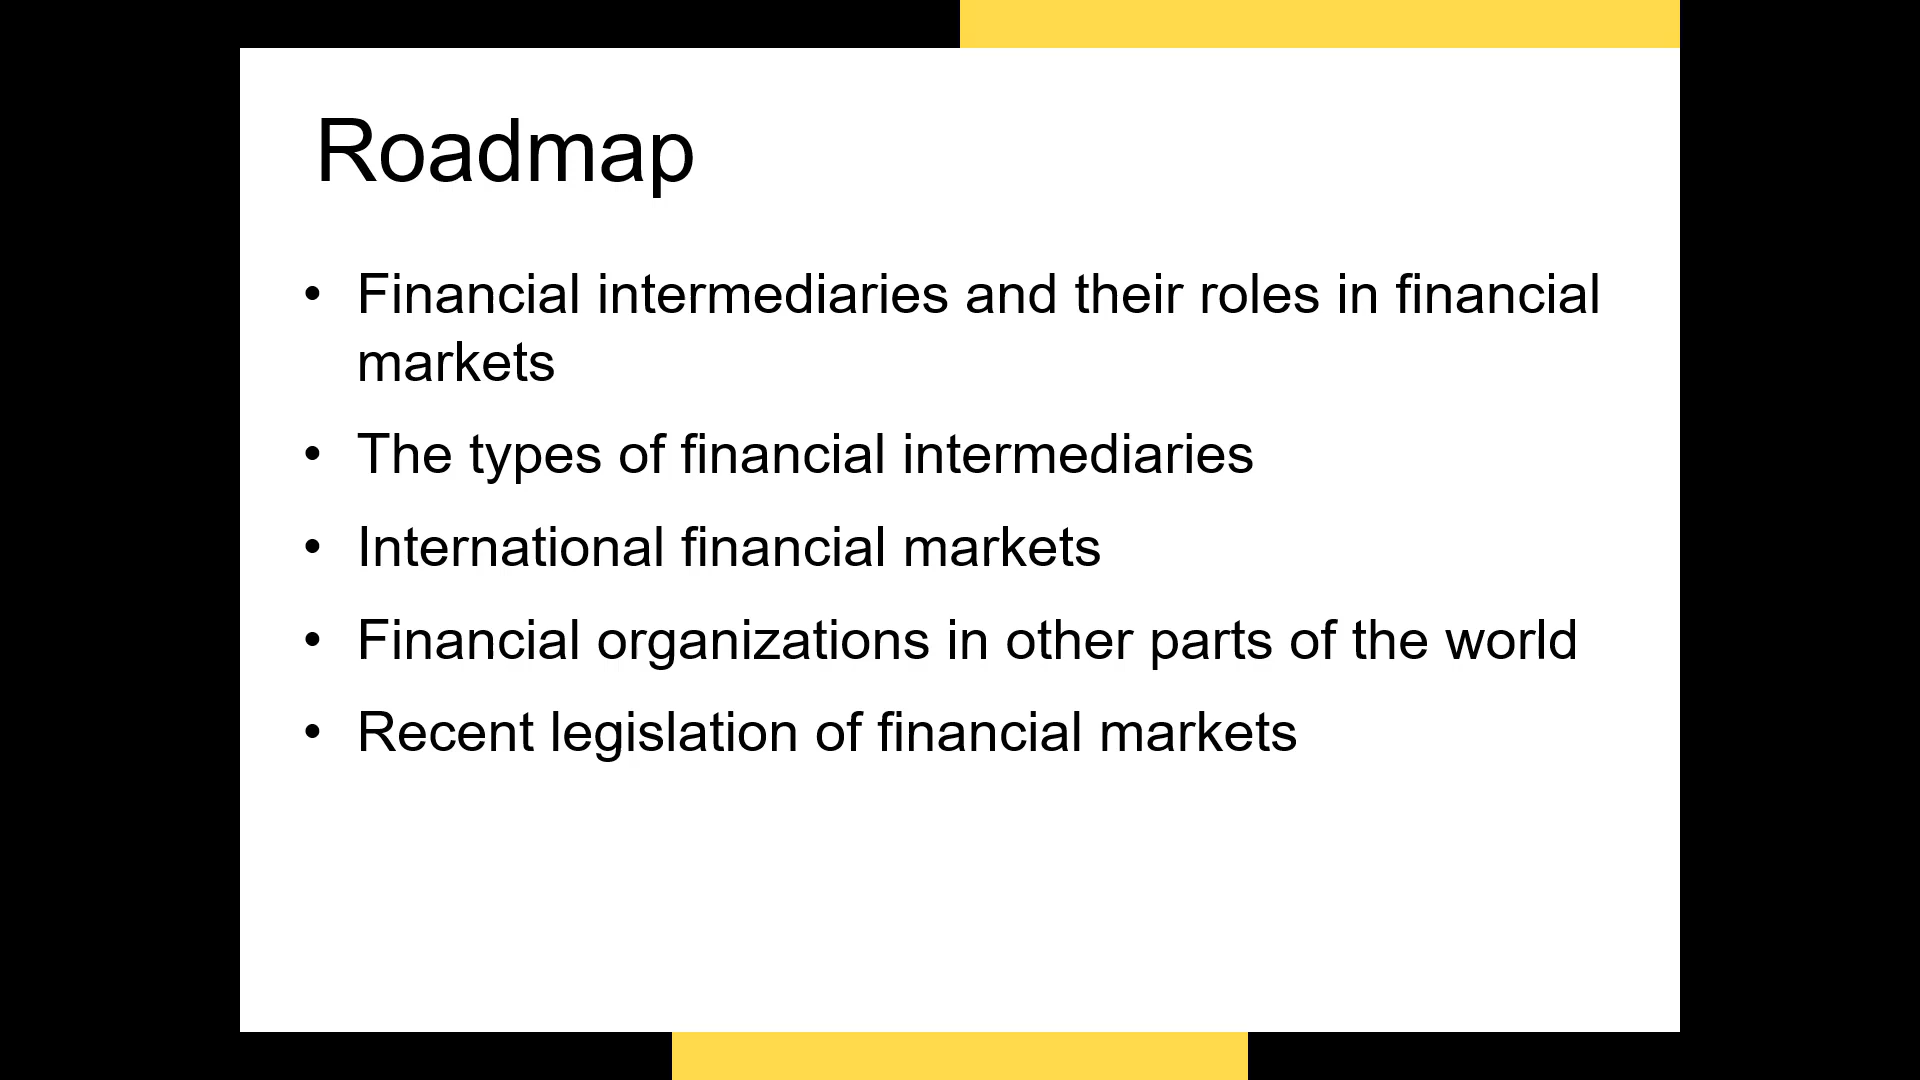 Roadmap
• Financial intermediaries and their roles in financial
markets
• The types of financial intermediaries
• International financial markets
• Financial organizations in other parts of the world
• Recent legislation of financial markets